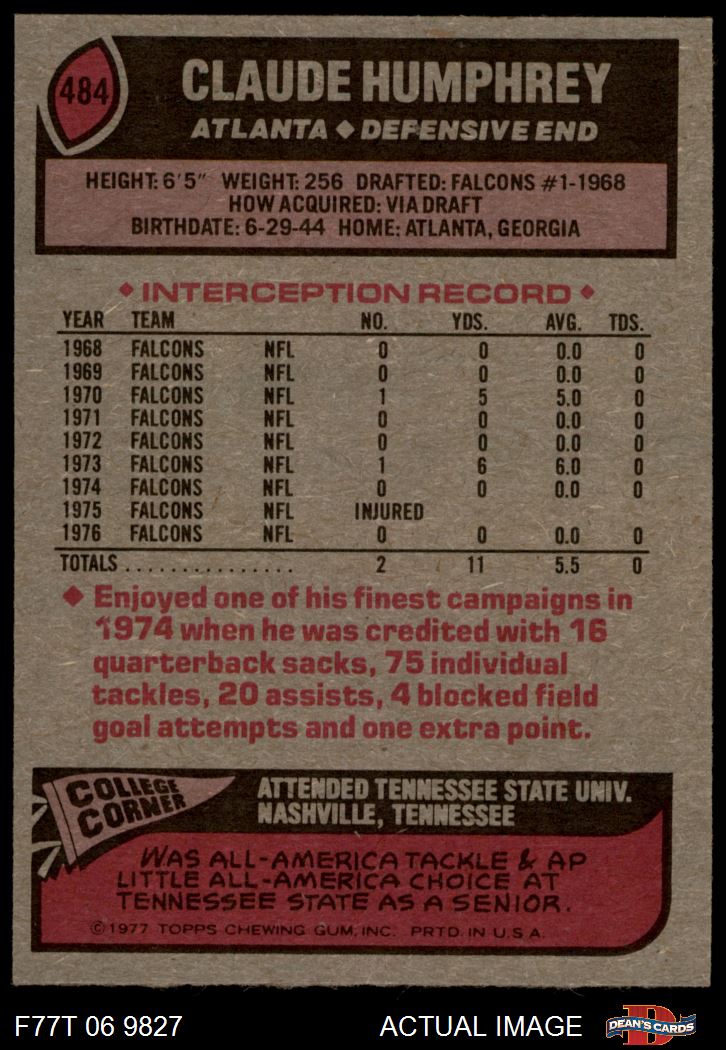 484
CLAUDE HUMPHREY
ATLANTA ◆ DEFENSIVE END
HEIGHT: 6'5" WEIGHT: 256 DRAFTED: FALCONS #1-1968
HOW ACQUIRED: VIA DRAFT
BIRTHDATE: 6-29-44 HOME: ATLANTA, GEORGIA
◆ INTERCEPTION RECORD ◆
YEAR TEAM NO. YDS. AVG. TDS.
1968 FALCONS NFL 0 0 0.0 0
1969 FALCONS NFL 0 0 0.0 0
1970 FALCONS NFL 1 5 5.0 0
1971 FALCONS NFL 0 0 0.0 0
1972 FALCONS NFL 0 0 0.0 0
1973 FALCONS NFL 1 6 6.0 0
1974 FALCONS NFL 0 0 0.0 0
1975 FALCONS NFL INJURED
1976 FALCONS NFL 0 0 0.0 0
TOTALS . . . . . . . . . . . . . . . 2 11 5.5 0
◆ Enjoyed one of his finest campaigns in
1974 when he was credited with 16
quarterback sacks, 75 individual
tackles, 20 assists, 4 blocked field
goal attempts and one extra point.
COLLEGE
CORNER
ATTENDED TENNESSEE STATE UNIV.
NASHVILLE, TENNESSEE
WAS ALL-AMERICA TACKLE & AP
LITTLE ALL-AMERICA CHOICE AT
TENNESSEE STATE AS A SENIOR.
©1977 TOPPS CHEWING GUM, INC. PRTD. IN U.S.A.
F77T 06 9827
ACTUAL IMAGE
D
DEAN'S CARDS